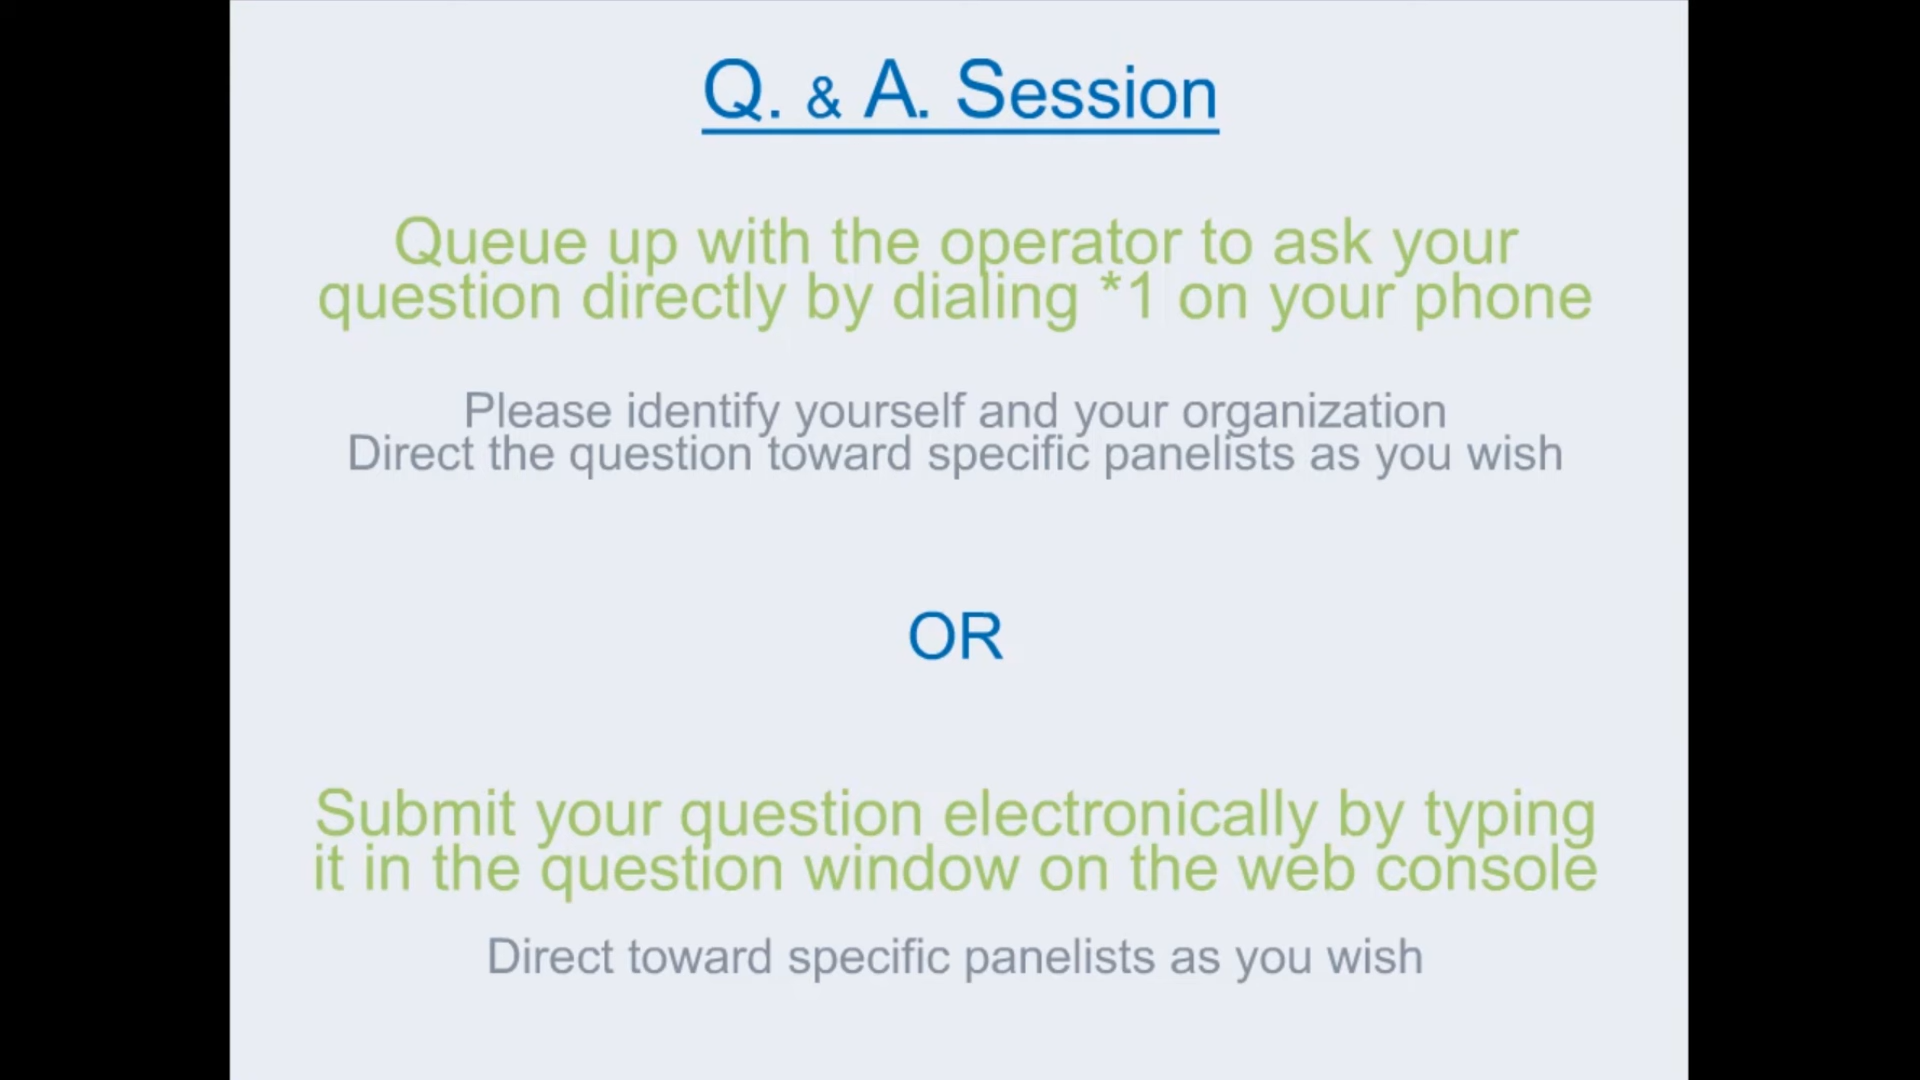 Q. & A. Session
Queue up with the operator to ask your
question directly by dialing *1 on your phone
Please identify yourself and your organization
Direct the question toward specific panelists as you wish
OR
Submit your question electronically by typing
it in the question window on the web console
Direct toward specific panelists as you wish